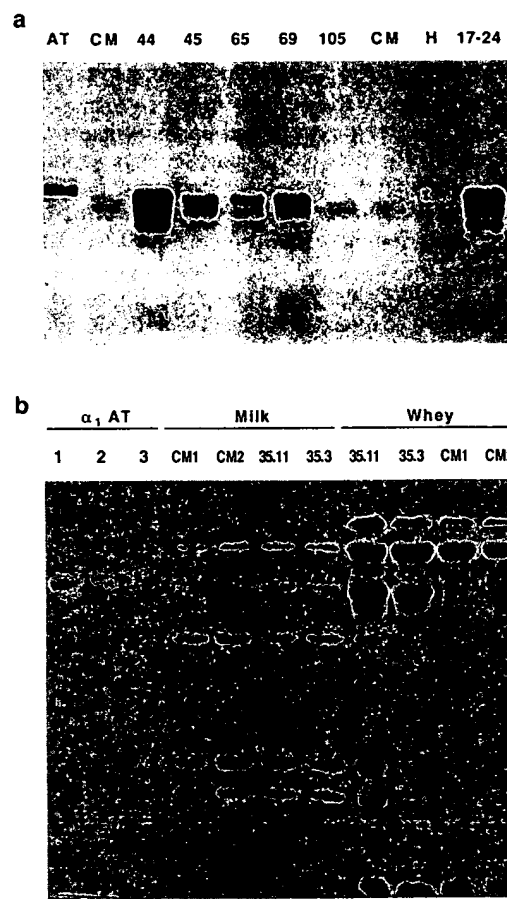 a
AT CM 44 45 65 69 105 CM H 17-24
b
α₁ AT Milk Whey
1 2 3 CM1 CM2 35.11 35.3 35.11 35.3 CM1